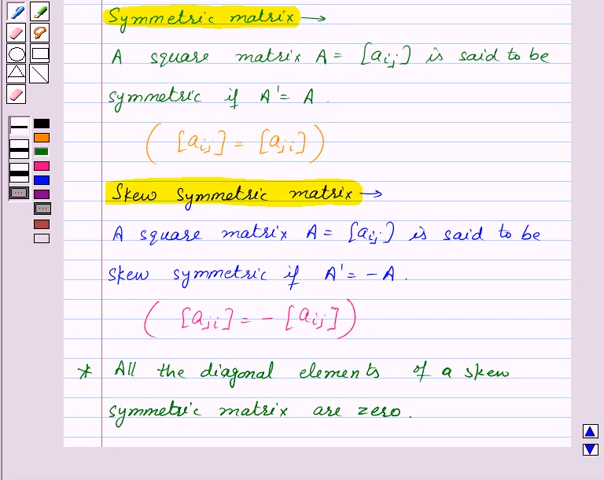 Symmetric matrix →
A square matrix A = [aij] is said to be
symmetric if A' = A.
([aij] = [aji])
Skew symmetric matrix →
A square matrix A = [aij] is said to be
skew symmetric if A' = -A.
([aji] = -[aij])
* All the diagonal elements of a skew
symmetric matrix are zero.